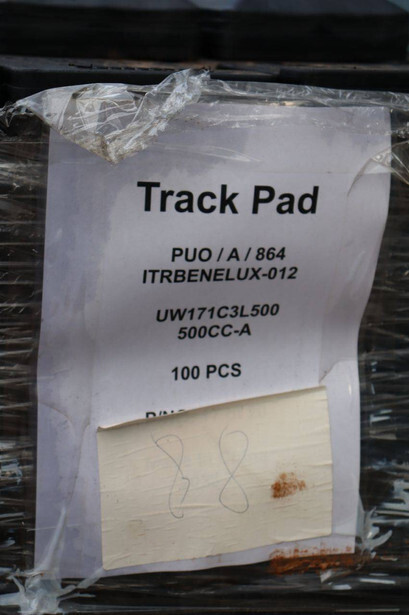 Track Pad
PUO / A / 864
ITRBENELUX-012
UW171C3L500
500CC-A
100 PCS
88